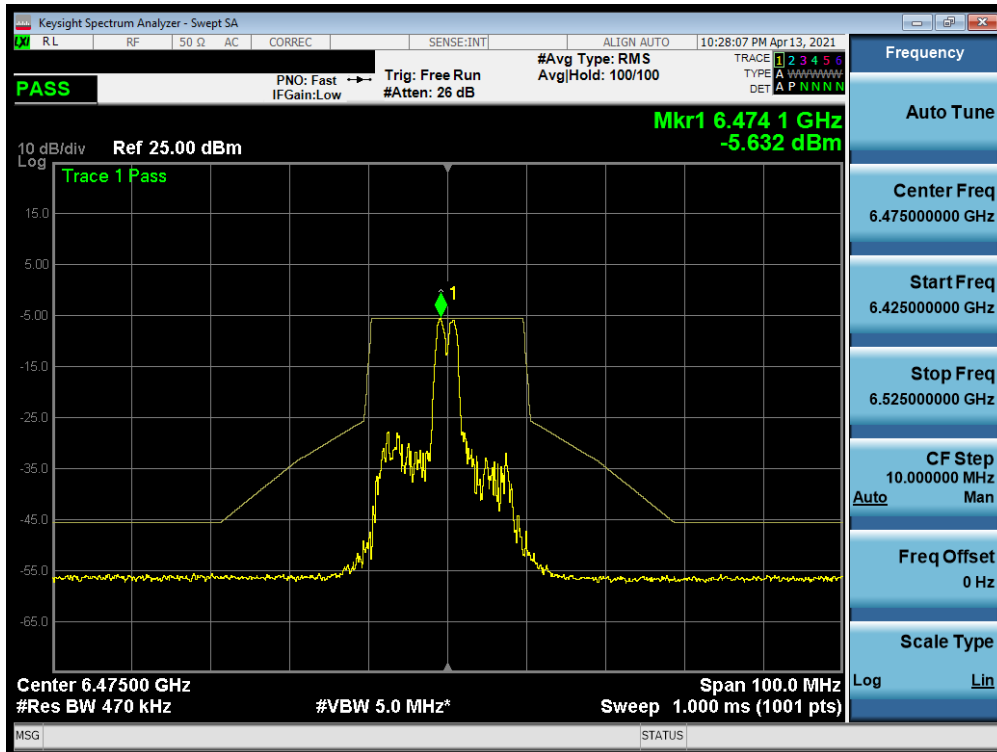 Keysight Spectrum Analyzer - Swept SA
LXI RL RF 50 Ω AC CORREC SENSE:INT ALIGN AUTO 10:28:07 PM Apr 13, 2021
PASS
PNO: Fast
IFGain:Low
Trig: Free Run
#Atten: 26 dB
#Avg Type: RMS
Avg|Hold: 100/100
TRACE 1 2 3 4 5 6
TYPE A WWWWW
DET A P N N N N
Mkr1 6.474 1 GHz
-5.632 dBm
10 dB/div Ref 25.00 dBm
Log
Trace 1 Pass
1
15.0
5.00
-5.00
-15.0
-25.0
-35.0
-45.0
-55.0
-65.0
Center 6.47500 GHz Span 100.0 MHz
#Res BW 470 kHz #VBW 5.0 MHz* Sweep 1.000 ms (1001 pts)
MSG STATUS
Frequency
Auto Tune
Center Freq
6.475000000 GHz
Start Freq
6.425000000 GHz
Stop Freq
6.525000000 GHz
CF Step
10.000000 MHz
Auto Man
Freq Offset
0 Hz
Scale Type
Log Lin